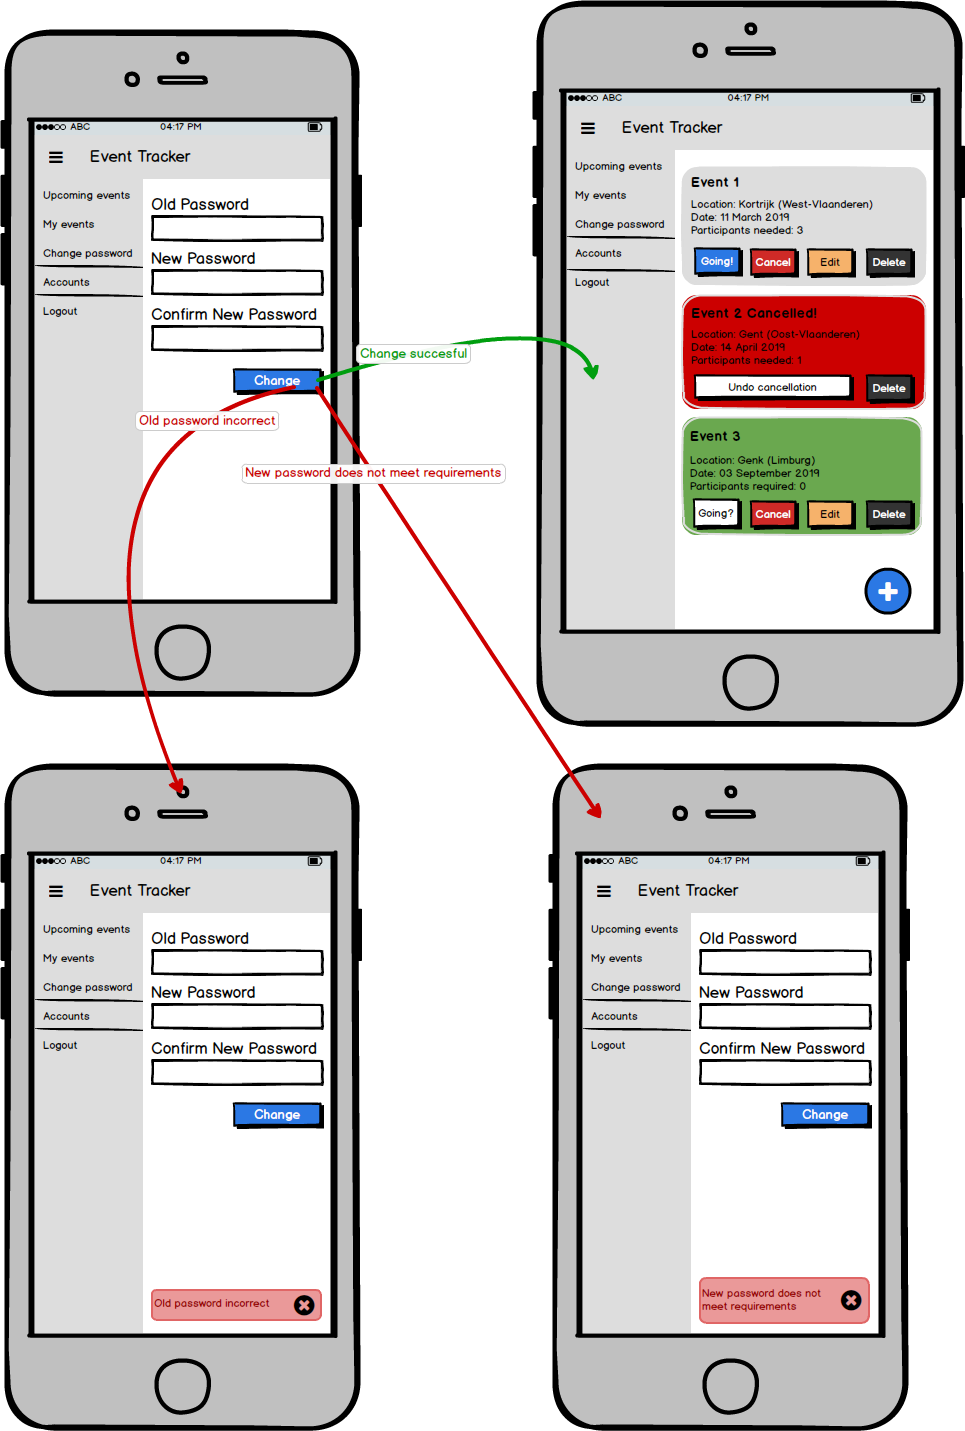 ABC 04:17 PM
Event Tracker
Upcoming events
My events
Change password
Accounts
Logout
Old Password
New Password
Confirm New Password
Change
ABC 04:17 PM
Event Tracker
Upcoming events
My events
Change password
Accounts
Logout
Event 1
Location: Kortrijk (West-Vlaanderen)
Date: 11 March 2019
Participants needed: 3
Going! Cancel Edit Delete
Event 2 Cancelled!
Location: Gent (Oost-Vlaanderen)
Date: 14 April 2019
Participants needed: 1
Undo cancellation Delete
Event 3
Location: Genk (Limburg)
Date: 03 September 2019
Participants required: 0
Going? Cancel Edit Delete
Change succesful
Old password incorrect
New password does not meet requirements
ABC 04:17 PM
Event Tracker
Upcoming events
My events
Change password
Accounts
Logout
Old Password
New Password
Confirm New Password
Change
Old password incorrect
ABC 04:17 PM
Event Tracker
Upcoming events
My events
Change password
Accounts
Logout
Old Password
New Password
Confirm New Password
Change
New password does not
meet requirements